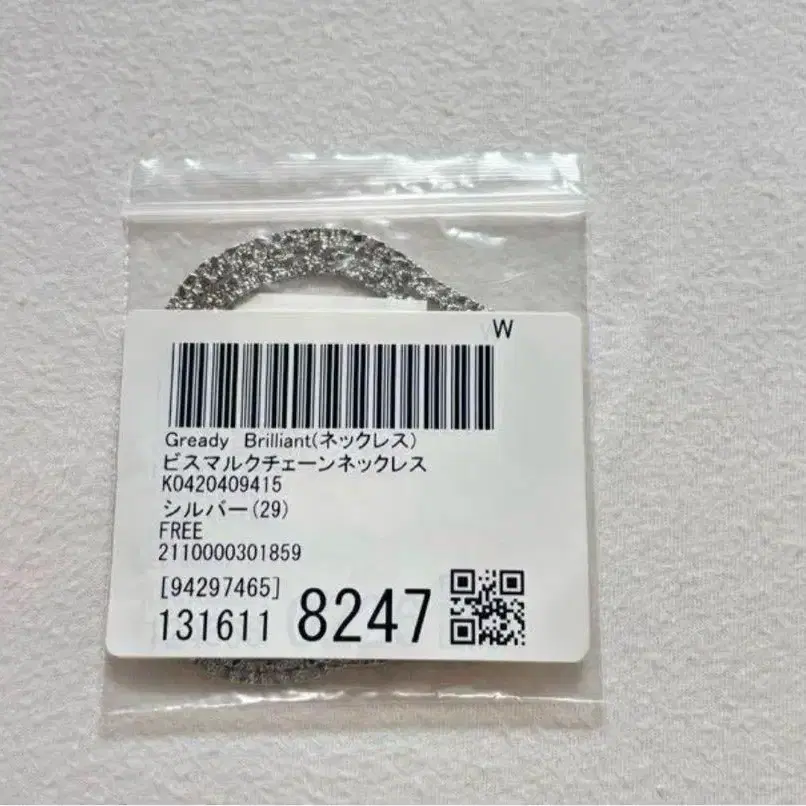 W
Gready Brilliant(ネックレス)
ビスマルクチェーンネックレス
K0420409415
シルバー(29)
FREE
2110000301859
[94297465]
131611 8247